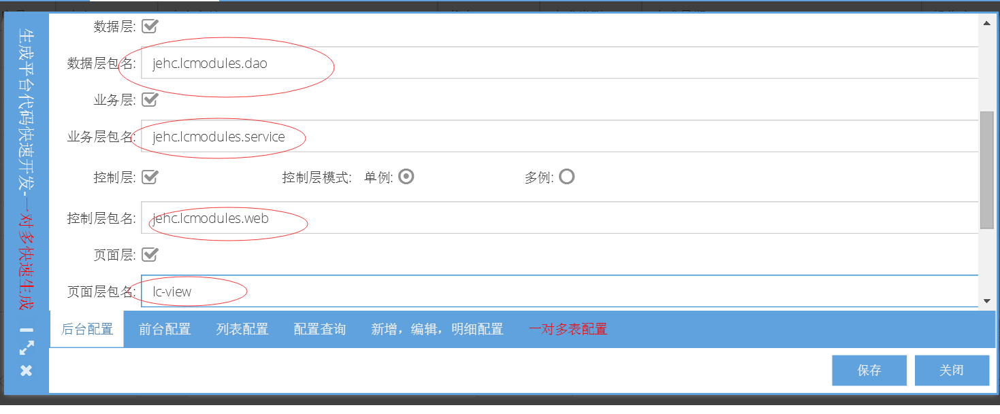 生成平台代码快速开发-一对多快速生成
数据层:
数据层包名: jehc.lcmodules.dao
业务层:
业务层包名: jehc.lcmodules.service
控制层: 控制层模式: 单例: 多例:
控制层包名: jehc.lcmodules.web
页面层:
页面层包名: lc-view
后台配置 前台配置 列表配置 配置查询 新增，编辑，明细配置 一对多表配置
保存 关闭